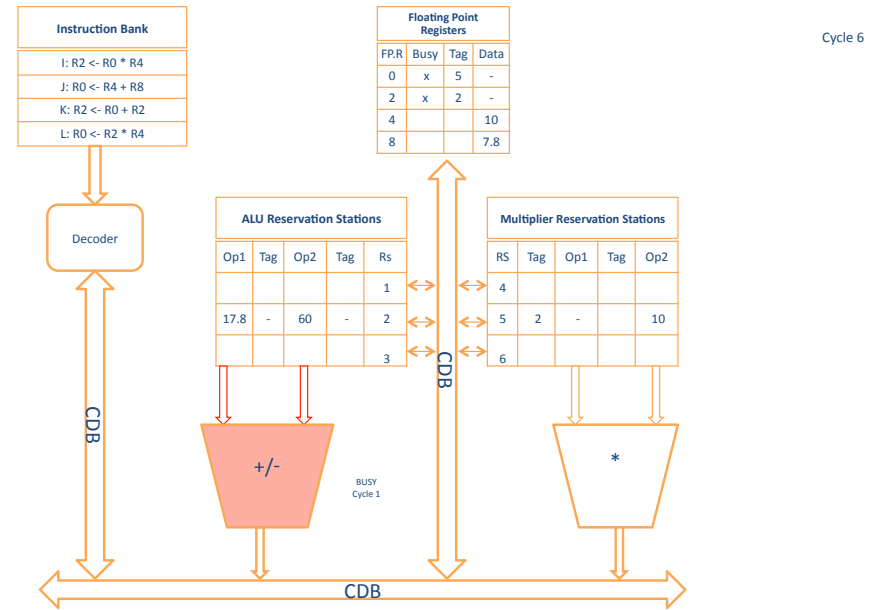 Instruction Bank
I: R2 <- R0 * R4
J: R0 <- R4 + R8
K: R2 <- R0 + R2
L: R0 <- R2 * R4
Floating Point
Registers
FP.R Busy Tag Data
0 x 5 -
2 x 2 -
4 10
8 7.8
Cycle 6
Decoder
ALU Reservation Stations
Op1 Tag Op2 Tag Rs
1
17.8 - 60 - 2
3
Multiplier Reservation Stations
RS Tag Op1 Tag Op2
4
5 2 - 10
6
CDB
CDB
+/-
BUSY
Cycle 1
*
CDB